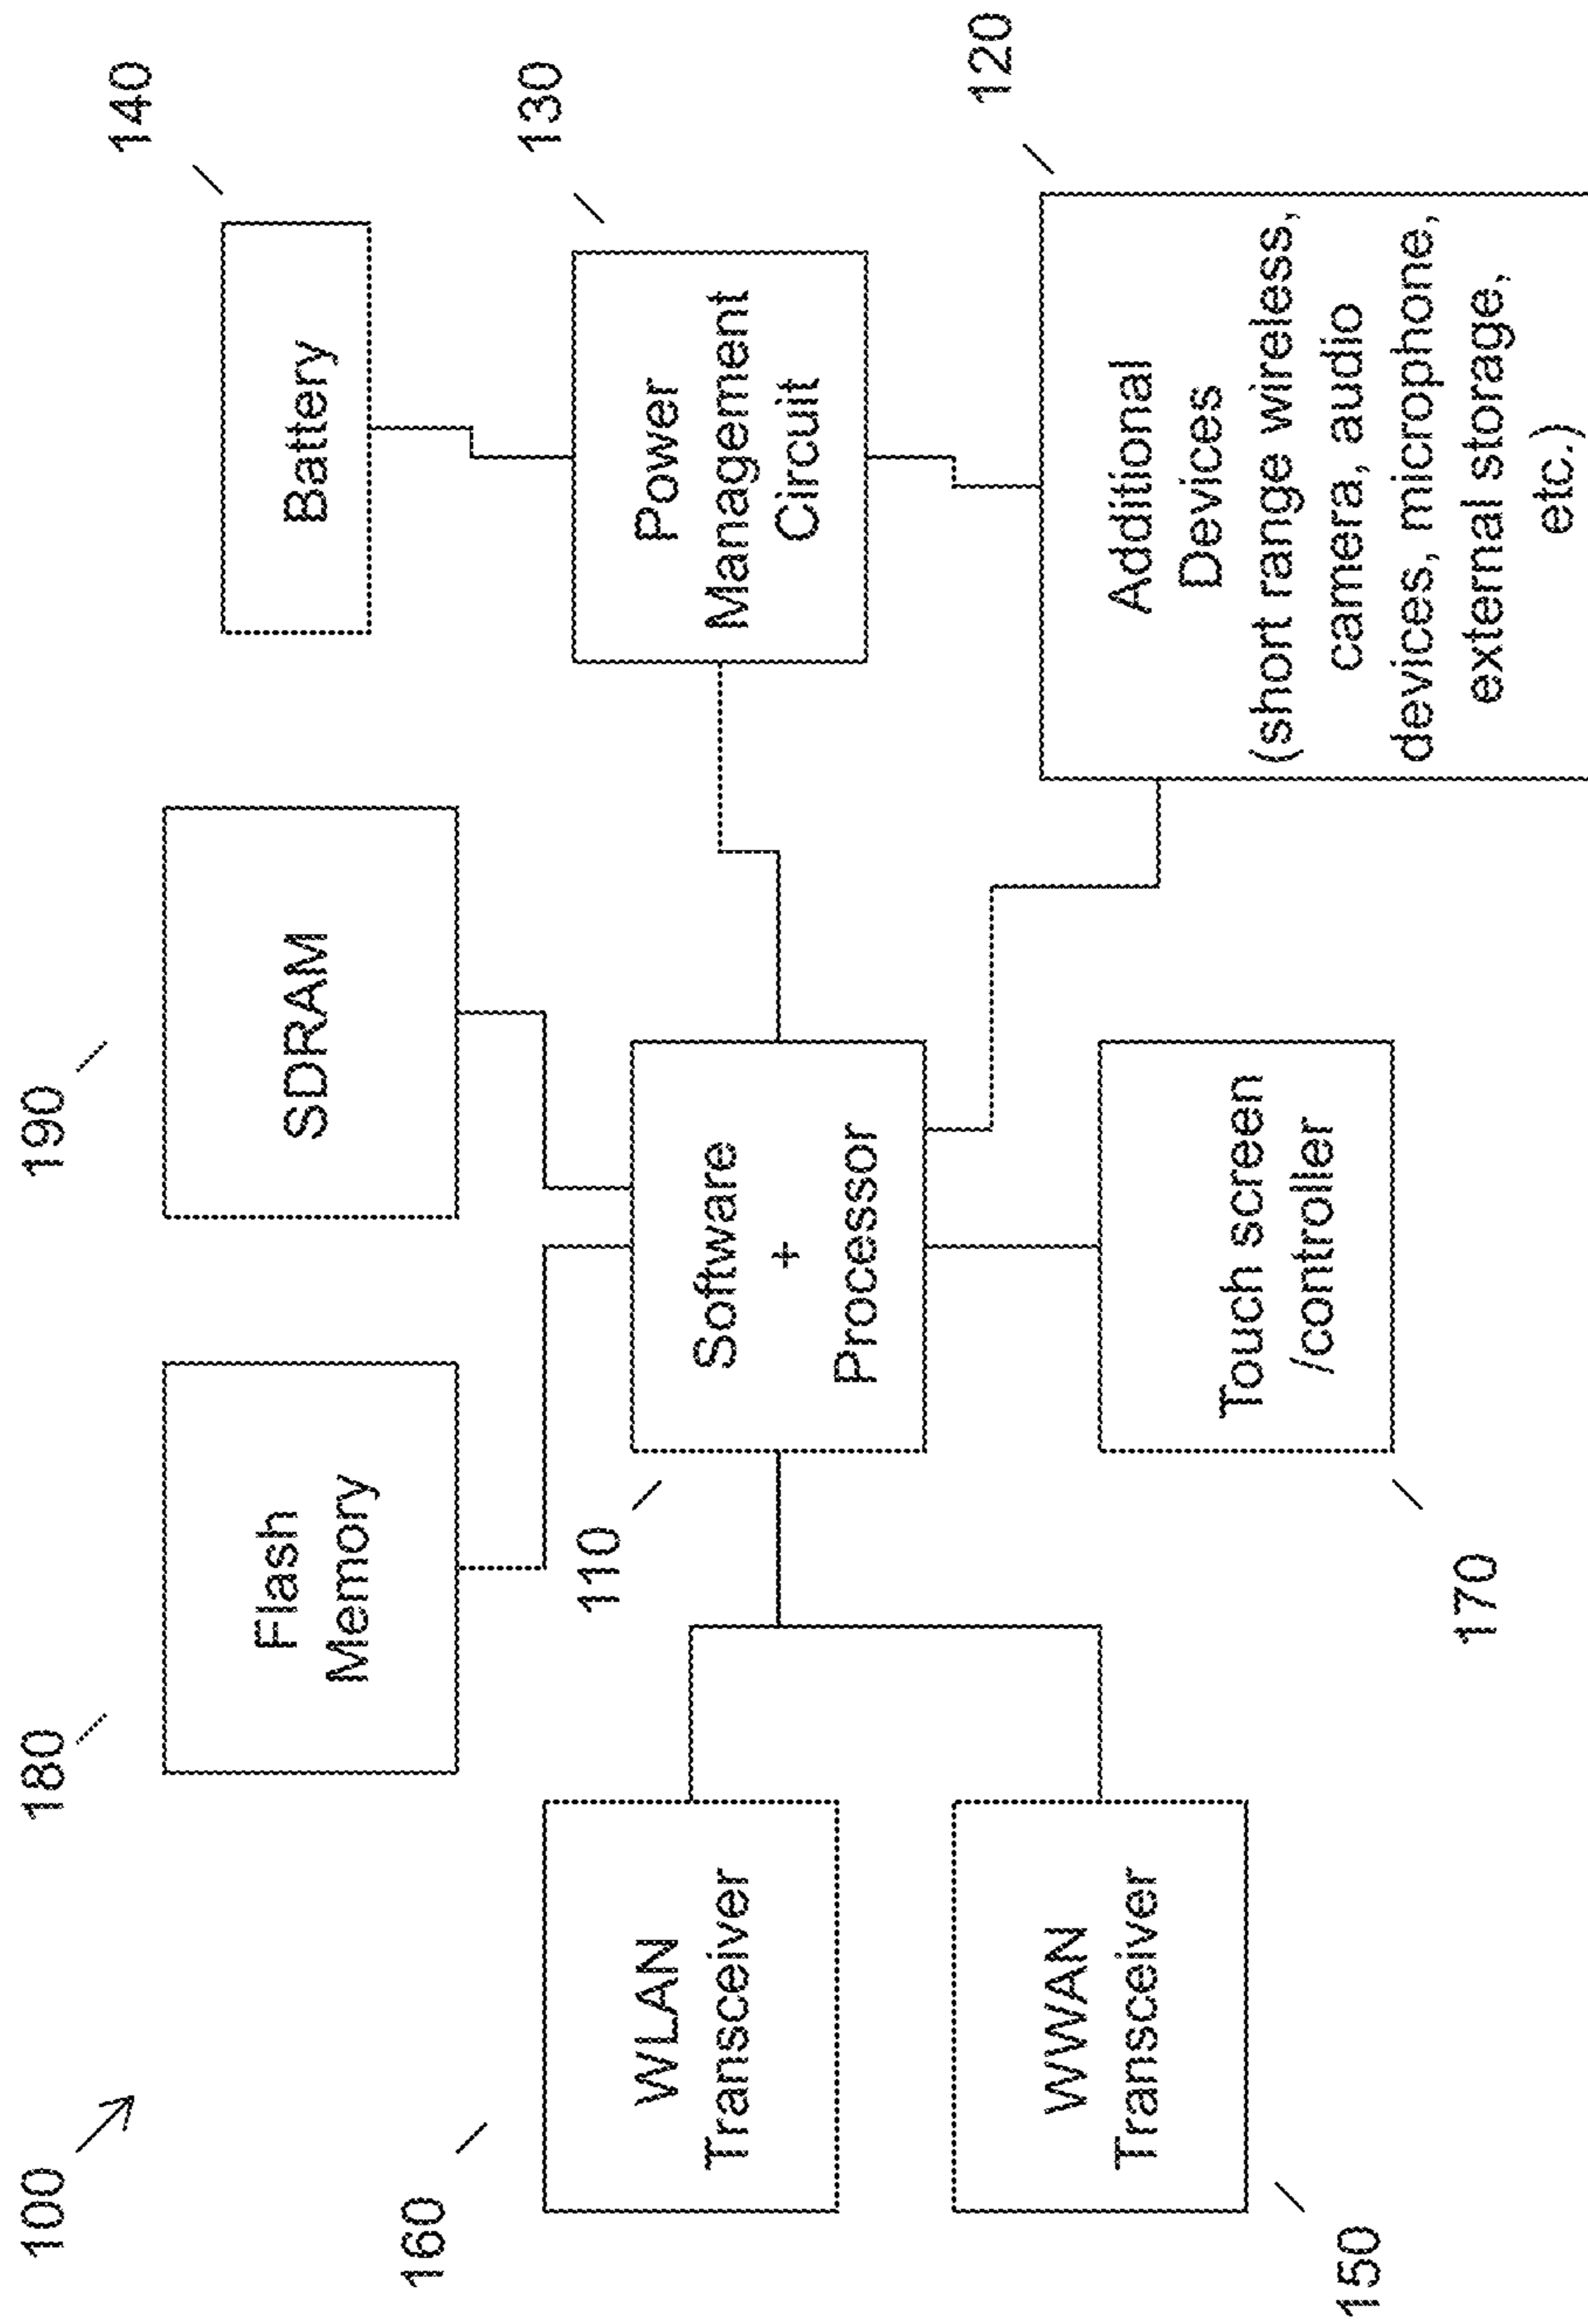 100
180
190
140
Flash
Memory
SDRAM
Battery
160
110
130
WLAN
Transceiver
Software
+
Processor
Power
Management
Circuit
WWAN
Transceiver
Touch screen
/controller
120
Additional
Devices
(short range wireless,
camera, audio
devices, microphone,
external storage,
etc.)
150
170